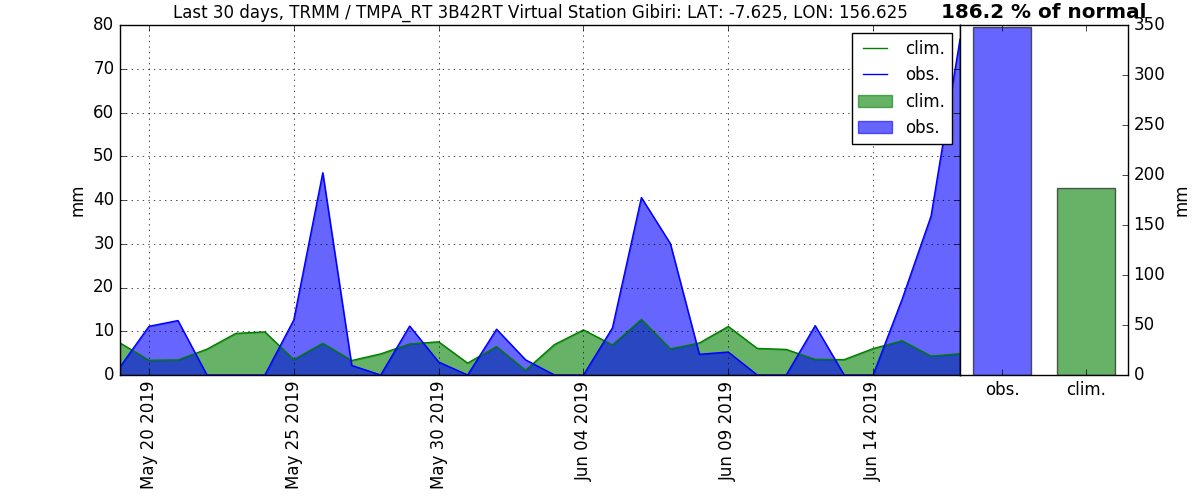 Last 30 days, TRMM / TMPA_RT 3B42RT Virtual Station Gibiri: LAT: -7.625, LON: 156.625
186.2 % of normal
80
70
60
50
40
30
20
10
0
mm
clim.
obs.
clim.
obs.
350
300
250
200
150
100
50
0
mm
May 20 2019
May 25 2019
May 30 2019
Jun 04 2019
Jun 09 2019
Jun 14 2019
obs.
clim.